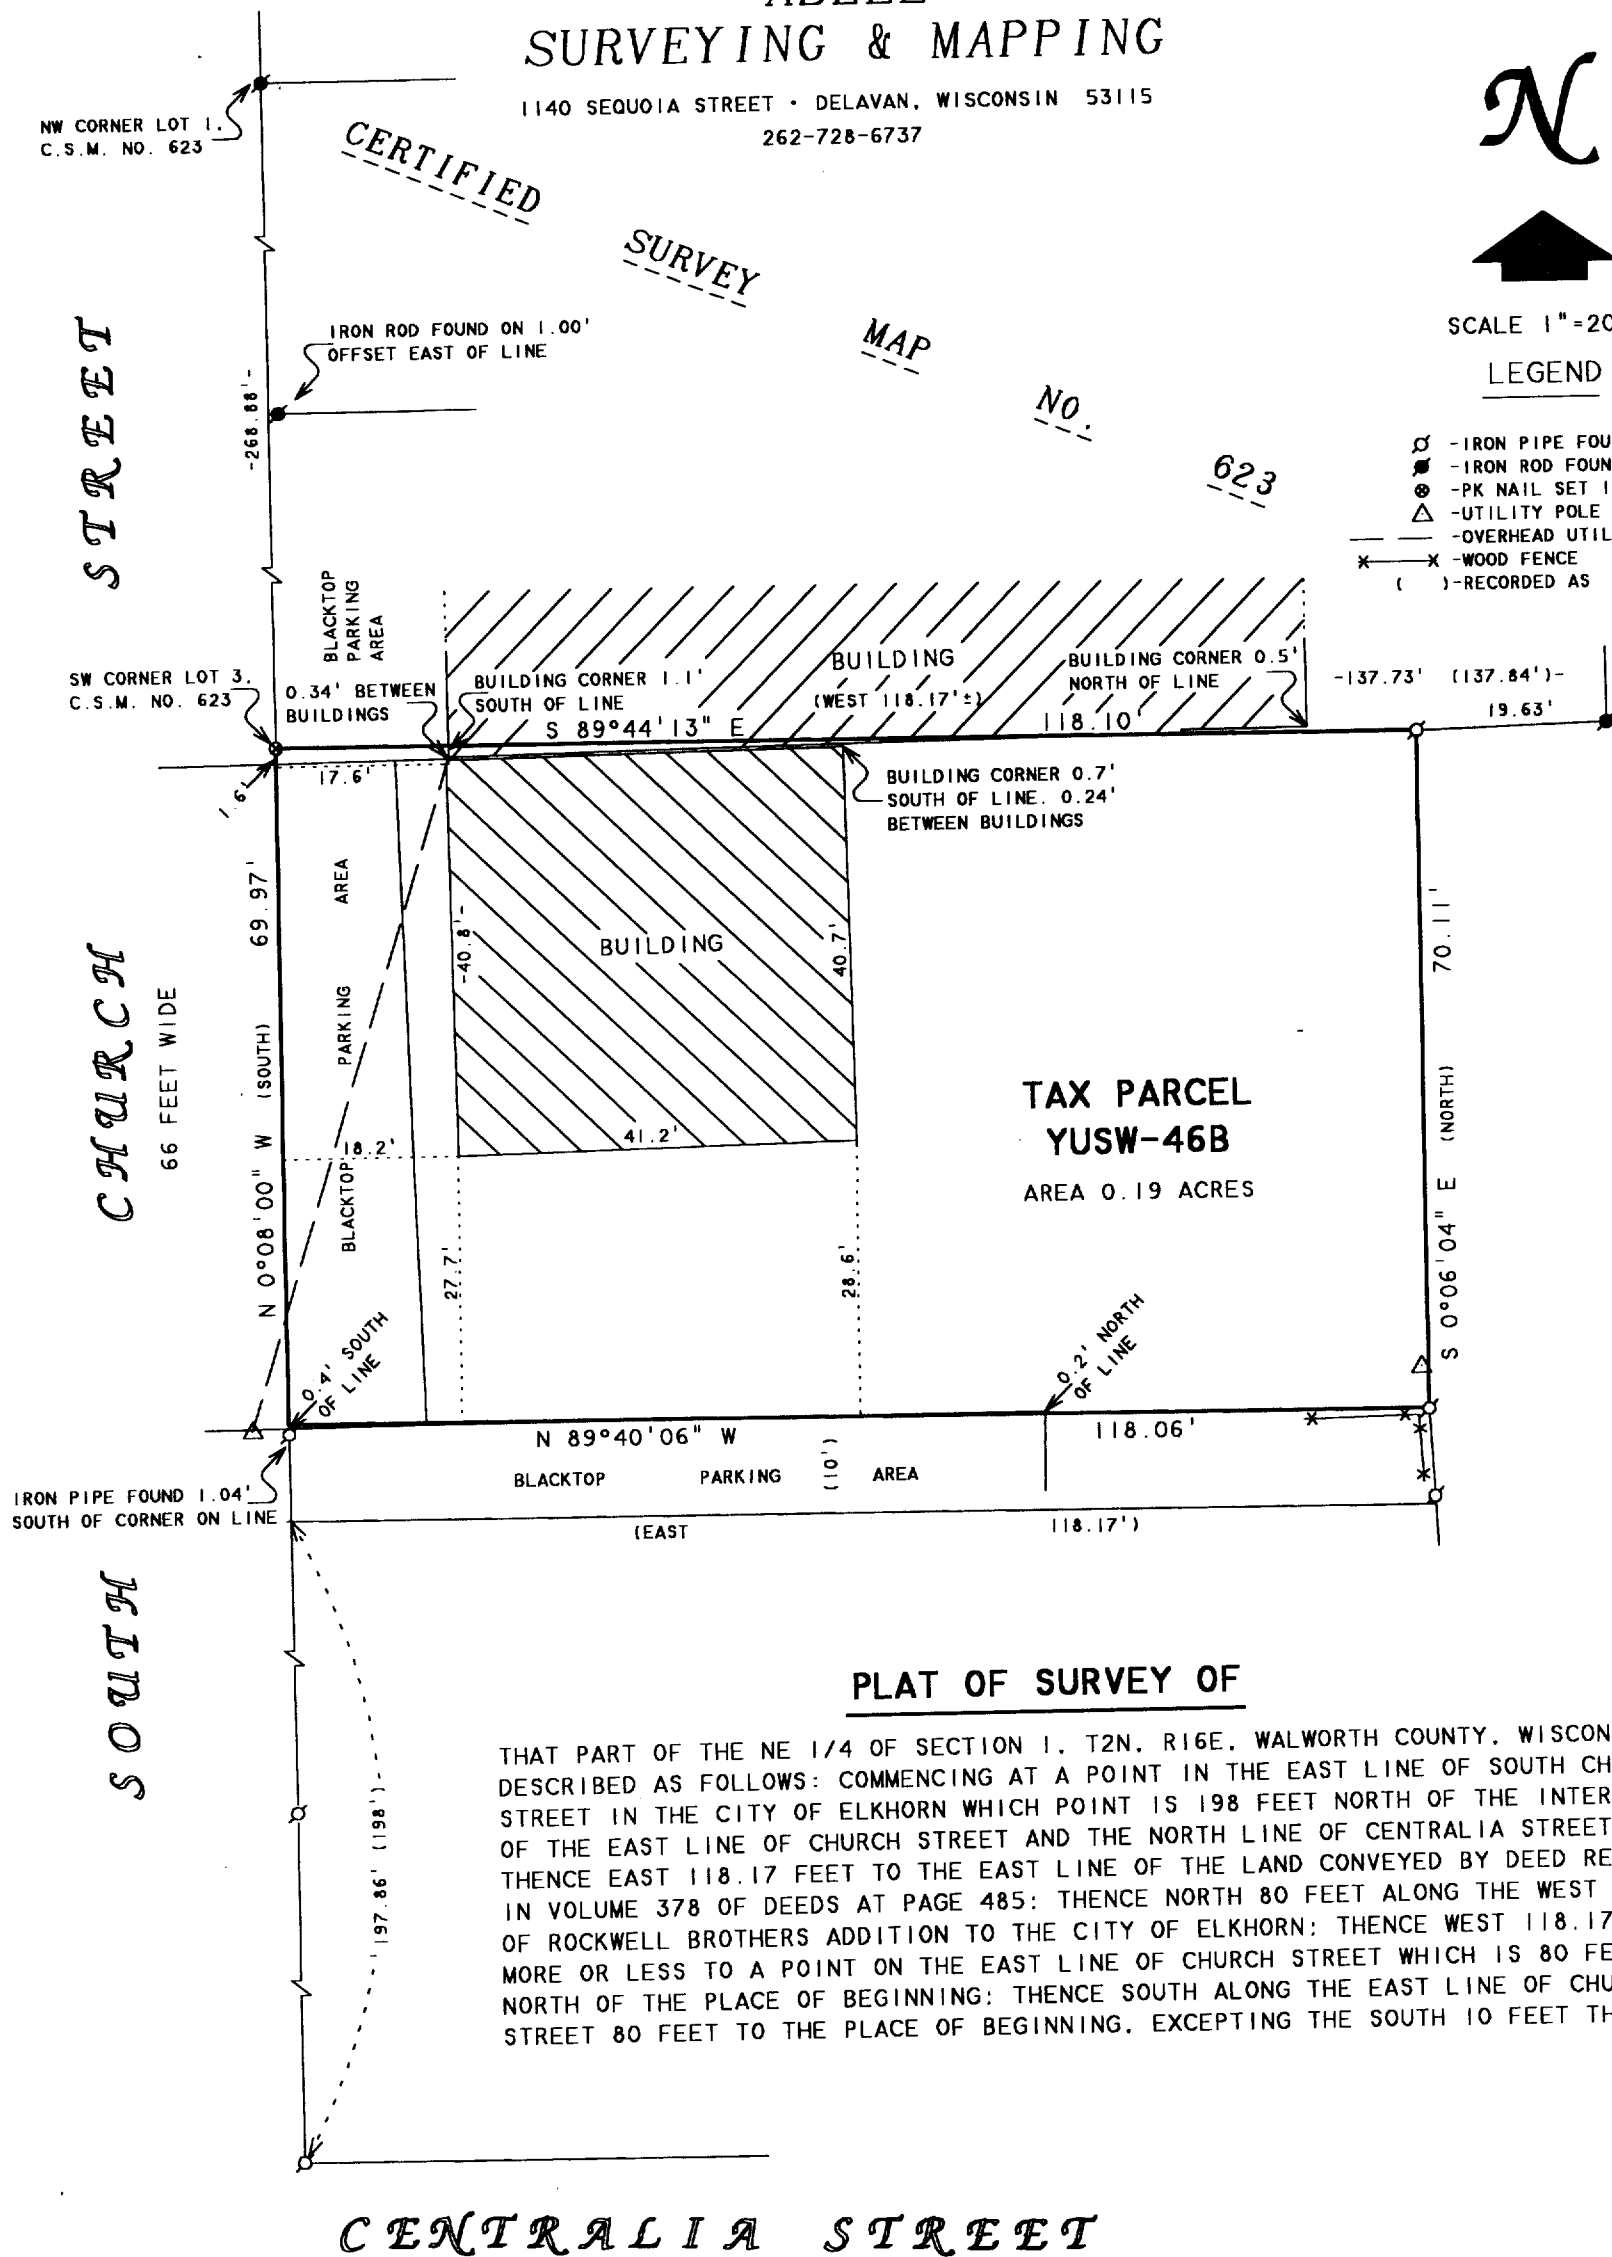 SURVEYING & MAPPING
1140 SEQUOIA STREET • DELAVAN, WISCONSIN 53115
262-728-6737
N
NW CORNER LOT 1,
C.S.M. NO. 623
CERTIFIED
SURVEY
MAP
NO.
623
SCALE 1"=20
LEGEND
-IRON PIPE FOU
-IRON ROD FOUN
-PK NAIL SET I
-UTILITY POLE
-OVERHEAD UTIL
-WOOD FENCE
( )-RECORDED AS
IRON ROD FOUND ON 1.00'
OFFSET EAST OF LINE
-268.88'-
STREET
BLACKTOP
PARKING
AREA
SW CORNER LOT 3,
C.S.M. NO. 623
0.34' BETWEEN
BUILDINGS
BUILDING CORNER 1.1'
SOUTH OF LINE
BUILDING
(WEST 118.17'±)
BUILDING CORNER 0.5'
NORTH OF LINE
-137.73' (137.84')-
19.63'
S 89°44'13" E
118.10'
17.6'
1.6'
BUILDING CORNER 0.7'
SOUTH OF LINE. 0.24'
BETWEEN BUILDINGS
CHURCH
66 FEET WIDE
N 0°08'00" W (SOUTH) 69.97'
BLACKTOP PARKING AREA
-40.8'-
BUILDING
40.7'
41.2'
18.2'
TAX PARCEL
YUSW-46B
AREA 0.19 ACRES
S 0°06'04" E (NORTH) 70.11'
27.7'
28.6'
0.4' SOUTH
OF LINE
0.2' NORTH
OF LINE
N 89°40'06" W
118.06'
BLACKTOP PARKING (10') AREA
IRON PIPE FOUND 1.04'
SOUTH OF CORNER ON LINE
(EAST 118.17')
SOUTH
197.86' (198')-
PLAT OF SURVEY OF
THAT PART OF THE NE 1/4 OF SECTION 1, T2N, R16E, WALWORTH COUNTY, WISCON
DESCRIBED AS FOLLOWS: COMMENCING AT A POINT IN THE EAST LINE OF SOUTH CH
STREET IN THE CITY OF ELKHORN WHICH POINT IS 198 FEET NORTH OF THE INTER
OF THE EAST LINE OF CHURCH STREET AND THE NORTH LINE OF CENTRALIA STREET
THENCE EAST 118.17 FEET TO THE EAST LINE OF THE LAND CONVEYED BY DEED RE
IN VOLUME 378 OF DEEDS AT PAGE 485; THENCE NORTH 80 FEET ALONG THE WEST
OF ROCKWELL BROTHERS ADDITION TO THE CITY OF ELKHORN; THENCE WEST 118.17
MORE OR LESS TO A POINT ON THE EAST LINE OF CHURCH STREET WHICH IS 80 FE
NORTH OF THE PLACE OF BEGINNING; THENCE SOUTH ALONG THE EAST LINE OF CHU
STREET 80 FEET TO THE PLACE OF BEGINNING. EXCEPTING THE SOUTH 10 FEET TH
CENTRALIA STREET